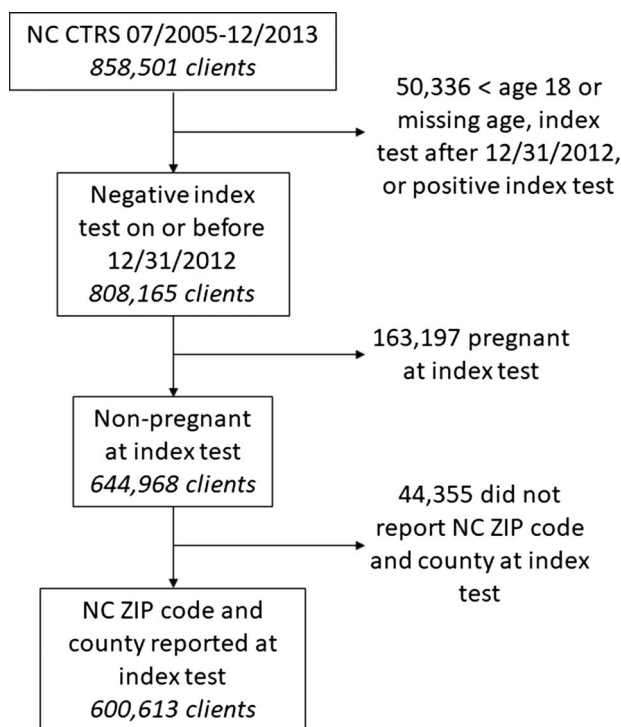 NC CTRS 07/2005-12/2013
858,501 clients
50,336 < age 18 or
missing age, index
test after 12/31/2012,
or positive index test
Negative index
test on or before
12/31/2012
808,165 clients
163,197 pregnant
at index test
Non-pregnant
at index test
644,968 clients
44,355 did not
report NC ZIP code
and county at index
test
NC ZIP code and
county reported at
index test
600,613 clients